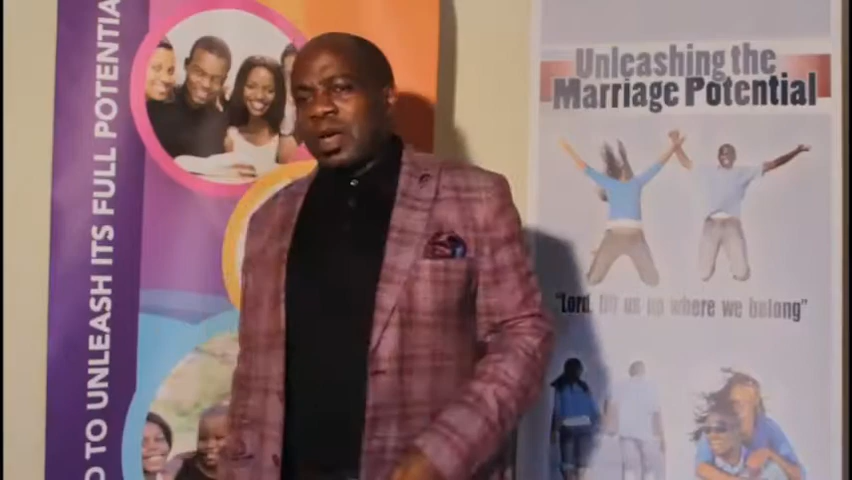 D TO UNLEASH ITS FULL POTENTIA
Unleashing the
Marriage Potential
"Lord, lift us up where we belong"